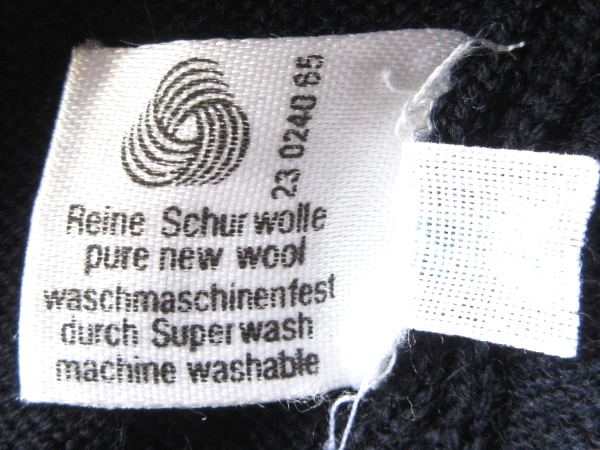 23 0240 65
Reine Schurwolle
pure new wool
waschmaschinenfest
durch Superwash
machine washable